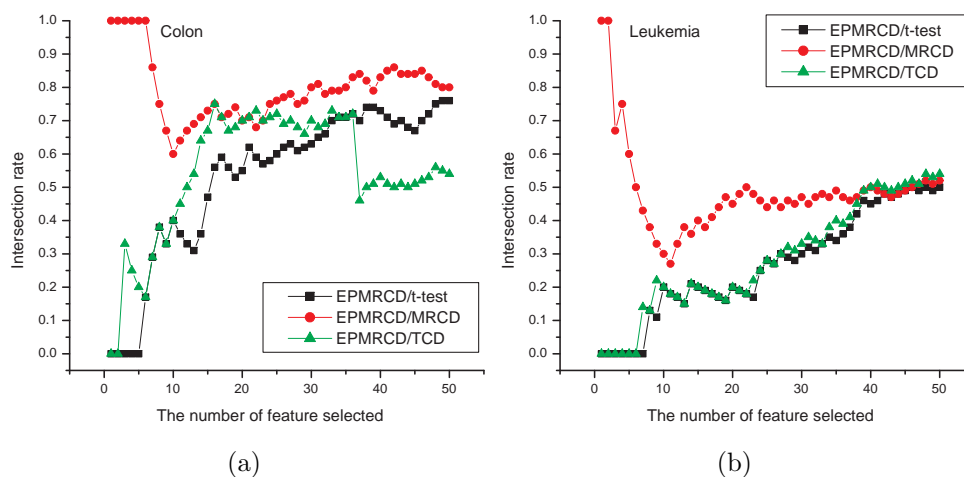 Colon
Intersection rate
1.1
1.0
0.9
0.8
0.7
0.6
0.5
0.4
0.3
0.2
0.1
0.0
EPMRCD/t-test
EPMRCD/MRCD
EPMRCD/TCD
0 10 20 30 40 50
The number of feature selected
(a)
Leukemia
Intersection rate
1.0
0.9
0.8
0.7
0.6
0.5
0.4
0.3
0.2
0.1
0.0
EPMRCD/t-test
EPMRCD/MRCD
EPMRCD/TCD
0 10 20 30 40 50
The number of feature selected
(b)